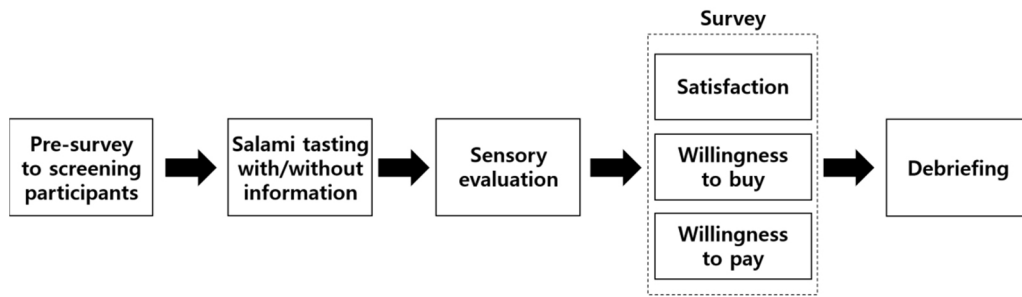 Pre-survey
to screening
participants
Salami tasting
with/without
information
Sensory
evaluation
Survey
Satisfaction
Willingness
to buy
Willingness
to pay
Debriefing